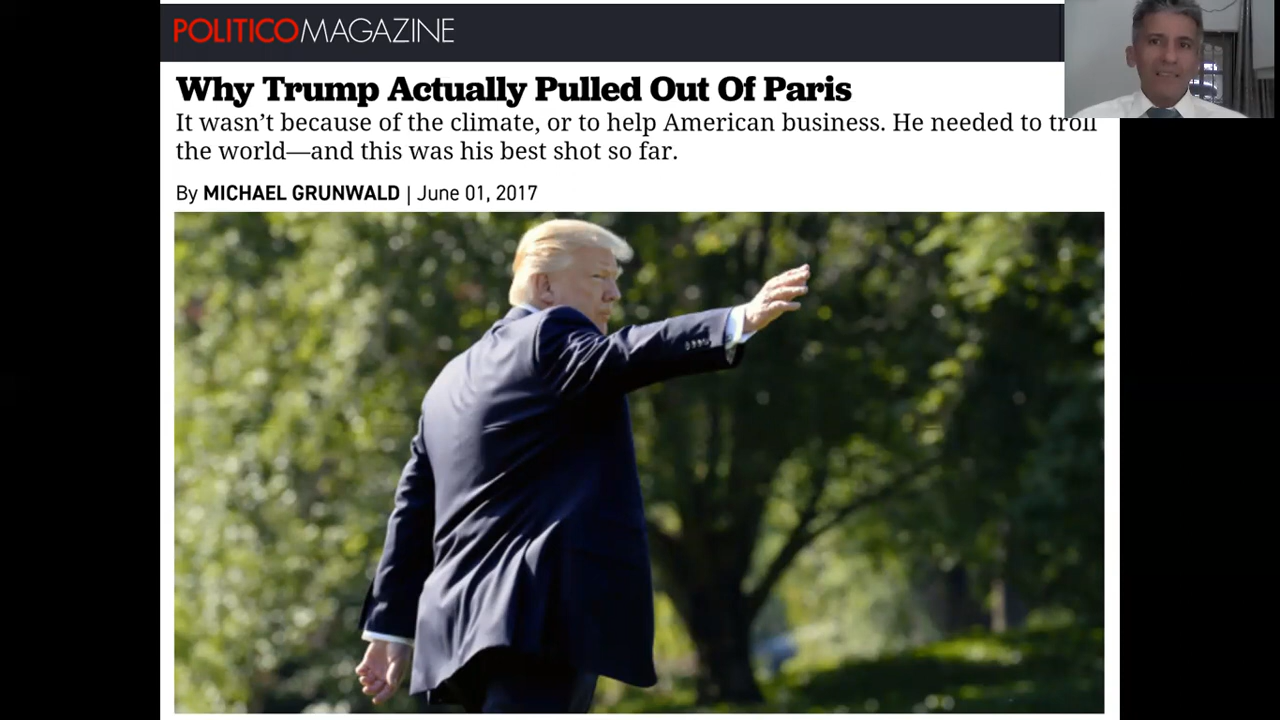 POLITICOMAGAZINE
Why Trump Actually Pulled Out Of Paris
It wasn’t because of the climate, or to help American business. He needed to troll
the world—and this was his best shot so far.
By MICHAEL GRUNWALD | June 01, 2017